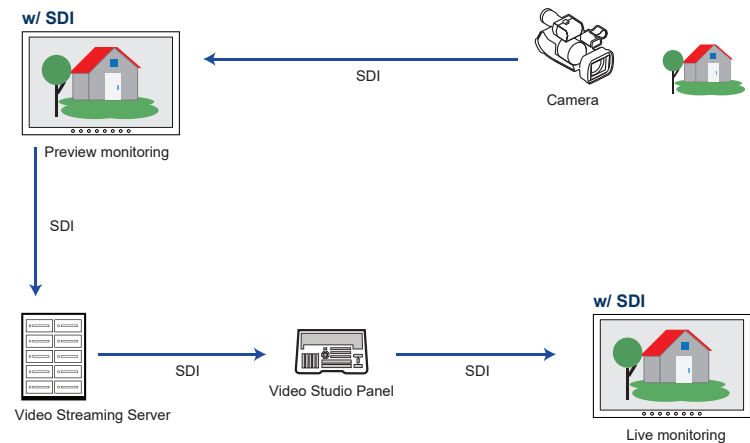 w/ SDI
SDI
Camera
Preview monitoring
SDI
w/ SDI
SDI
Video Studio Panel
SDI
Video Streaming Server
Live monitoring